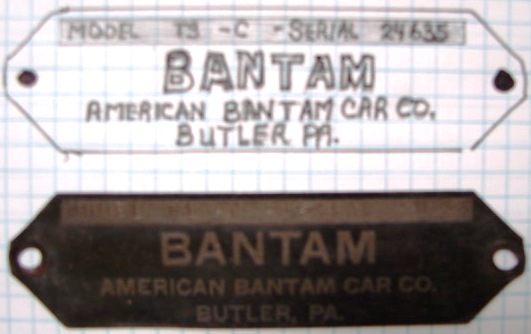 MODEL T3 -C -SERIAL 24635
BANTAM
AMERICAN BANTAM CAR CO.
BUTLER PA.
BANTAM
AMERICAN BANTAM CAR CO.
BUTLER, PA.